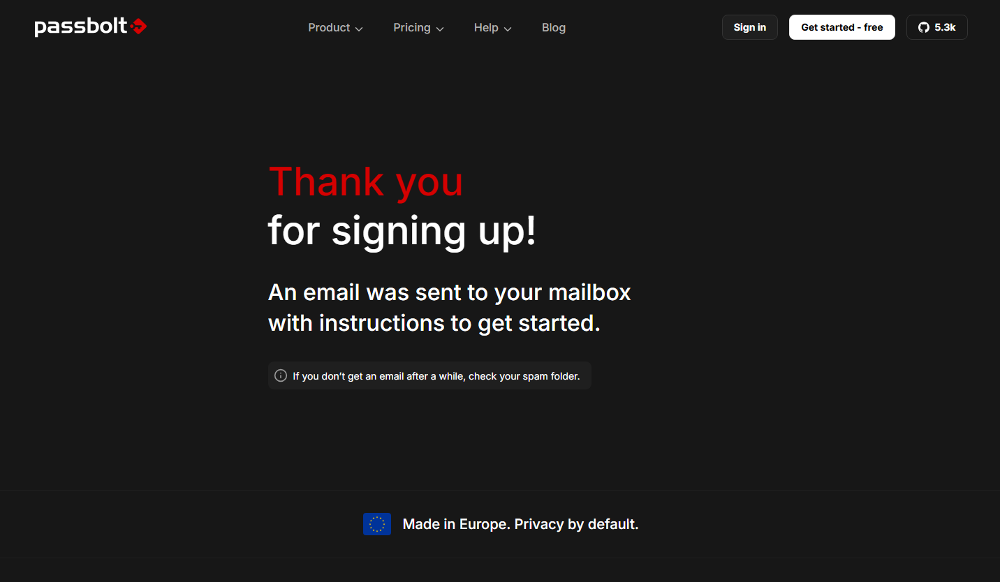 passbolt
Product
Pricing
Help
Blog
Sign in
Get started - free
5.3k
Thank you
for signing up!
An email was sent to your mailbox
with instructions to get started.
If you don’t get an email after a while, check your spam folder.
Made in Europe. Privacy by default.